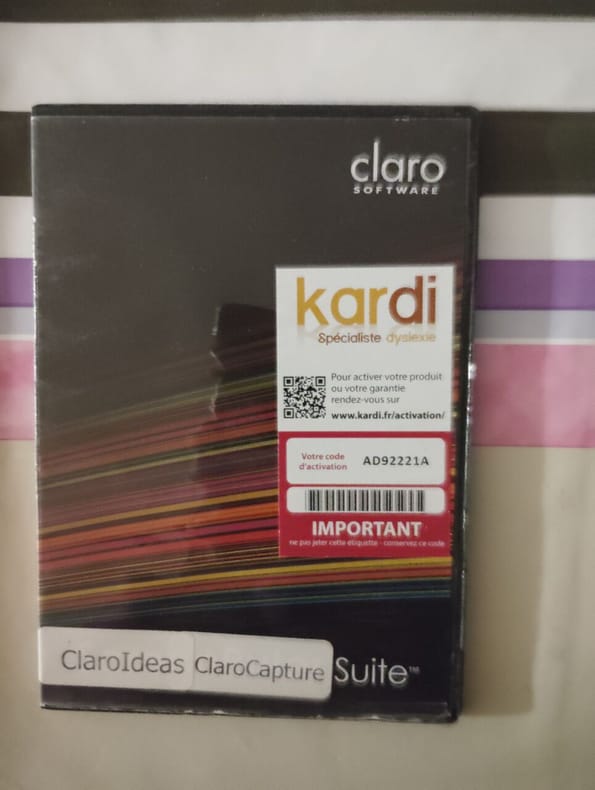 claro
SOFTWARE
kardi
Spécialiste dyslexie
Pour activer votre produit
ou votre garantie
rendez-vous sur
www.kardi.fr/activation/
Votre code
d'activation
AD92221A
IMPORTANT
ne pas jeter cette étiquette - conservez ce code
ClaroIdeas ClaroCapture Suite™